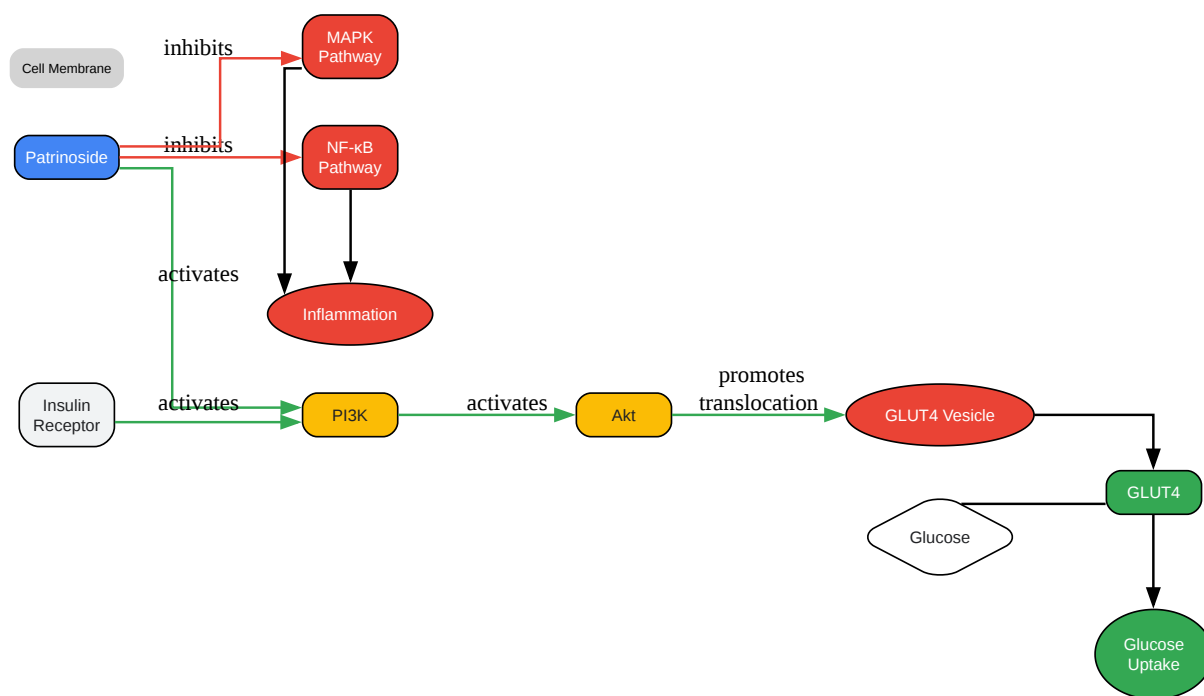 inhibits
MAPK
Pathway
Cell Membrane
Patrinoside
inhibits
NF-κB
Pathway
activates
Inflammation
Insulin
Receptor
activates
PI3K
activates
Akt
promotes
translocation
GLUT4 Vesicle
GLUT4
Glucose
Glucose
Uptake